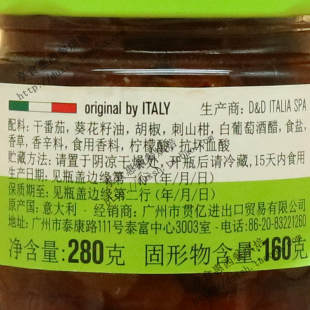 original by ITALY 生产商:D&D ITALIA SPA
配料:干番茄,葵花籽油,胡椒,刺山柑,白葡萄酒醋,食盐,
香草,香辛料,食用香料,柠檬酸,抗坏血酸
贮藏方法:请置于阴凉干燥处,开瓶后请冷藏,15天内食用
生产日期:见瓶盖边缘第一行(年/月/日)
保质期至:见瓶盖边缘第二行(年/月/日)
原产国:意大利·经销商:广州市贯亿进出口贸易有限公司
地址:广州市泰康路111号泰富中心3003室 电话:86-20-83221260
净含量:280克 固形物含量:160克